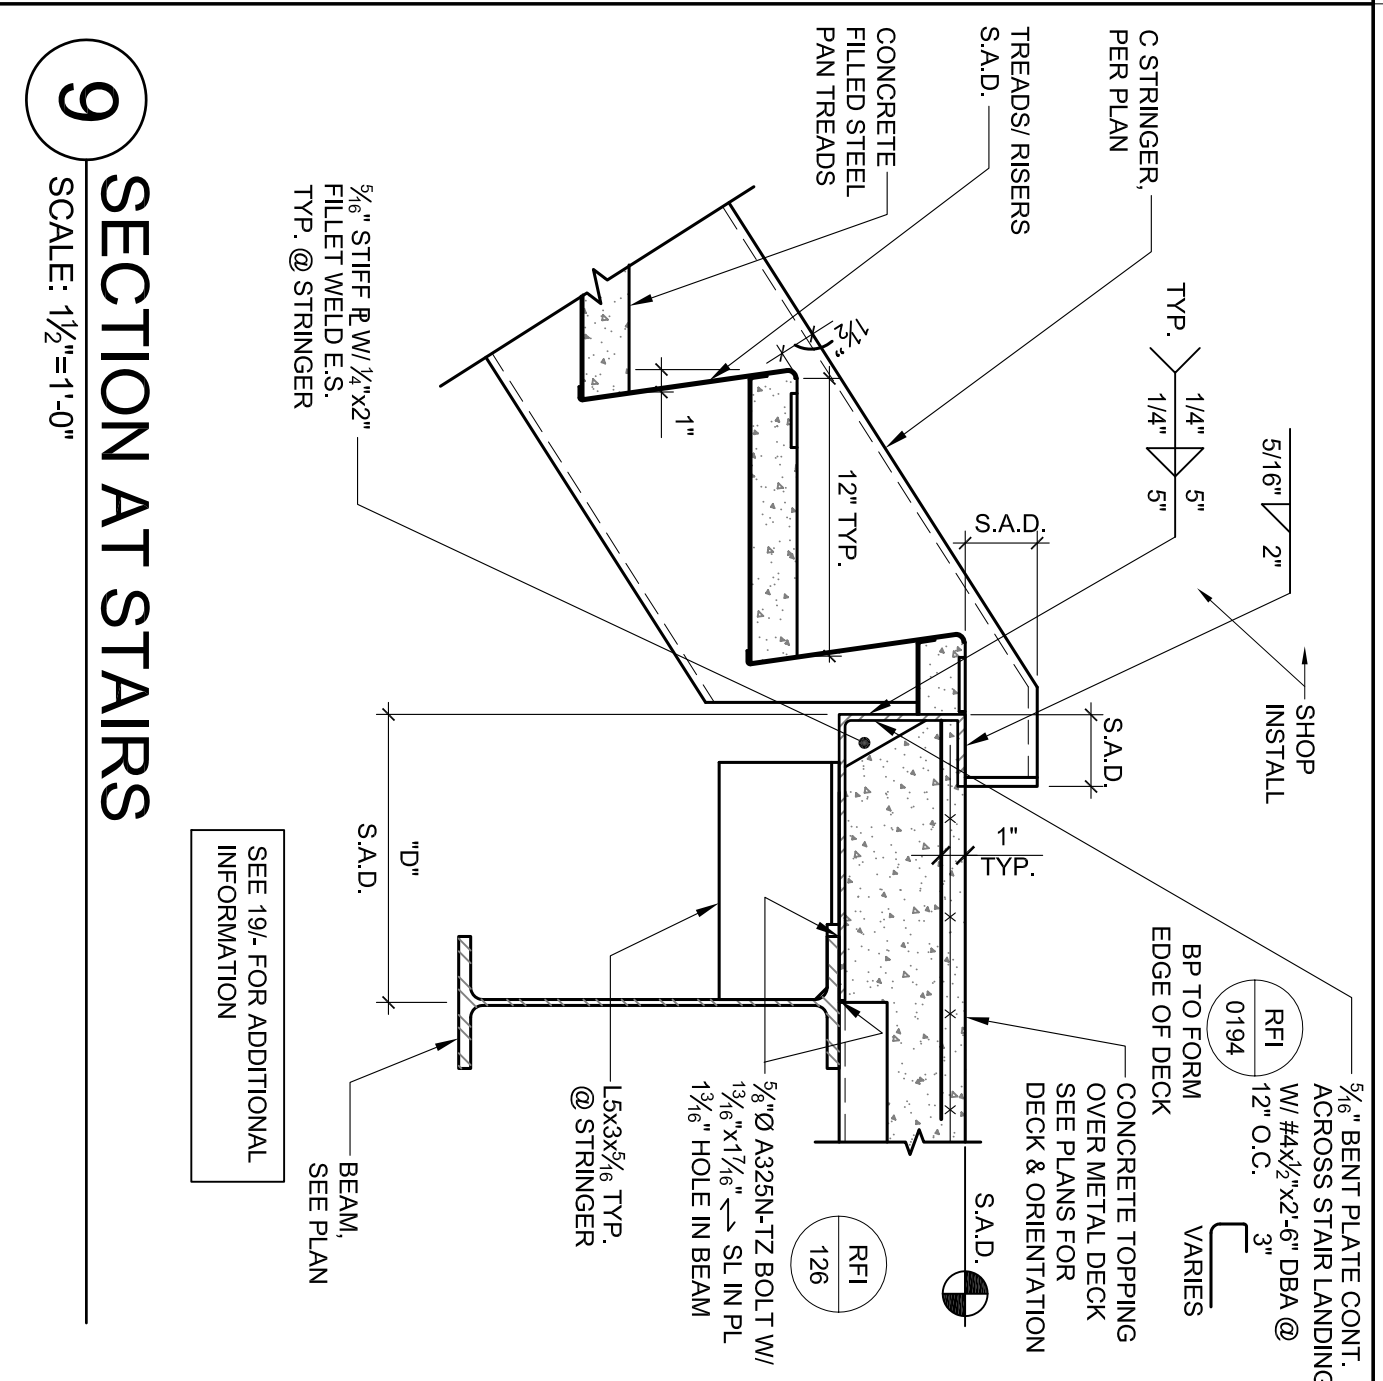 C STRINGER,
PER PLAN
TREADS/ RISERS
S.A.D.
CONCRETE
FILLED STEEL
PAN TREADS
TYP.
1/4" 5"
1/4" 5"
5/16" 2"
SHOP
INSTALL
S.A.D.
S.A.D.
1½"
12" TYP.
1"
1"
TYP.
5/16" BENT PLATE CONT.
ACROSS STAIR LANDING
W/ #4x½"x2'-6" DBA @
12" O.C.
3"
VARIES
RFI
0194
BP TO FORM
EDGE OF DECK
CONCRETE TOPPING
OVER METAL DECK
SEE PLANS FOR
DECK & ORIENTATION
S.A.D.
RFI
126
5/8"Ø A325N-TZ BOLT W/
13/16"x17/16" SL IN PL
13/16" HOLE IN BEAM
L5x3x5/16 TYP.
@ STRINGER
"D"
S.A.D.
BEAM,
SEE PLAN
5/16" STIFF PL W/ ¼"x2"
FILLET WELD E.S.
TYP. @ STRINGER
SEE 19/- FOR ADDITIONAL
INFORMATION
9
SECTION AT STAIRS
SCALE: 1½"=1'-0"